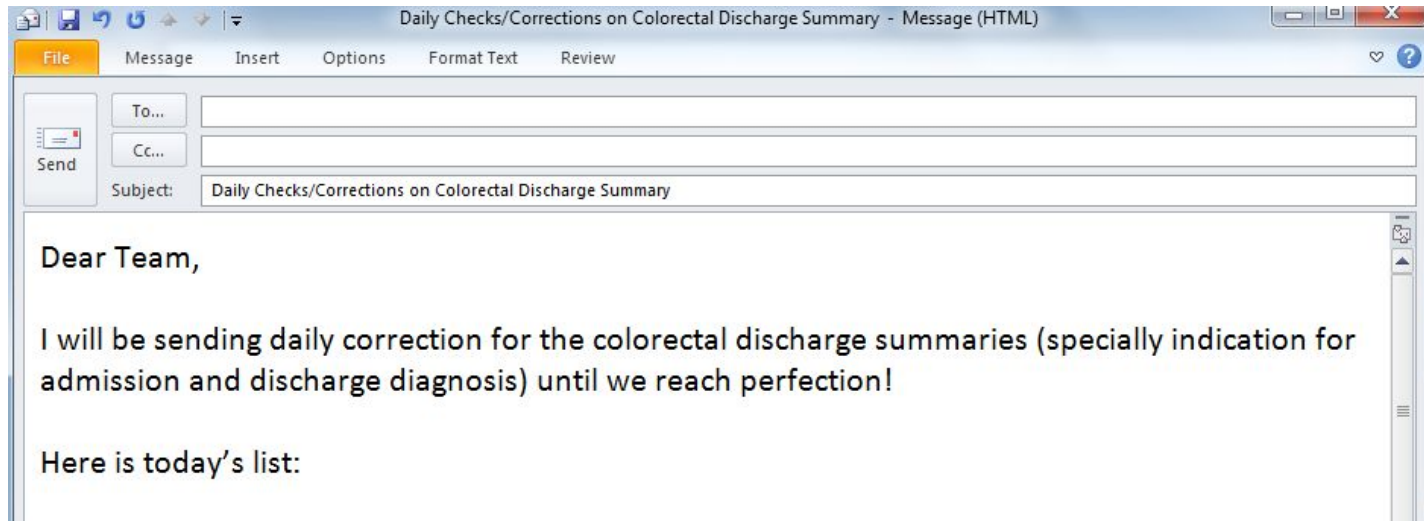 Daily Checks/Corrections on Colorectal Discharge Summary - Message (HTML)
File Message Insert Options Format Text Review
To...
Cc...
Send
Subject: Daily Checks/Corrections on Colorectal Discharge Summary
Dear Team,
I will be sending daily correction for the colorectal discharge summaries (specially indication for
admission and discharge diagnosis) until we reach perfection!
Here is today’s list: